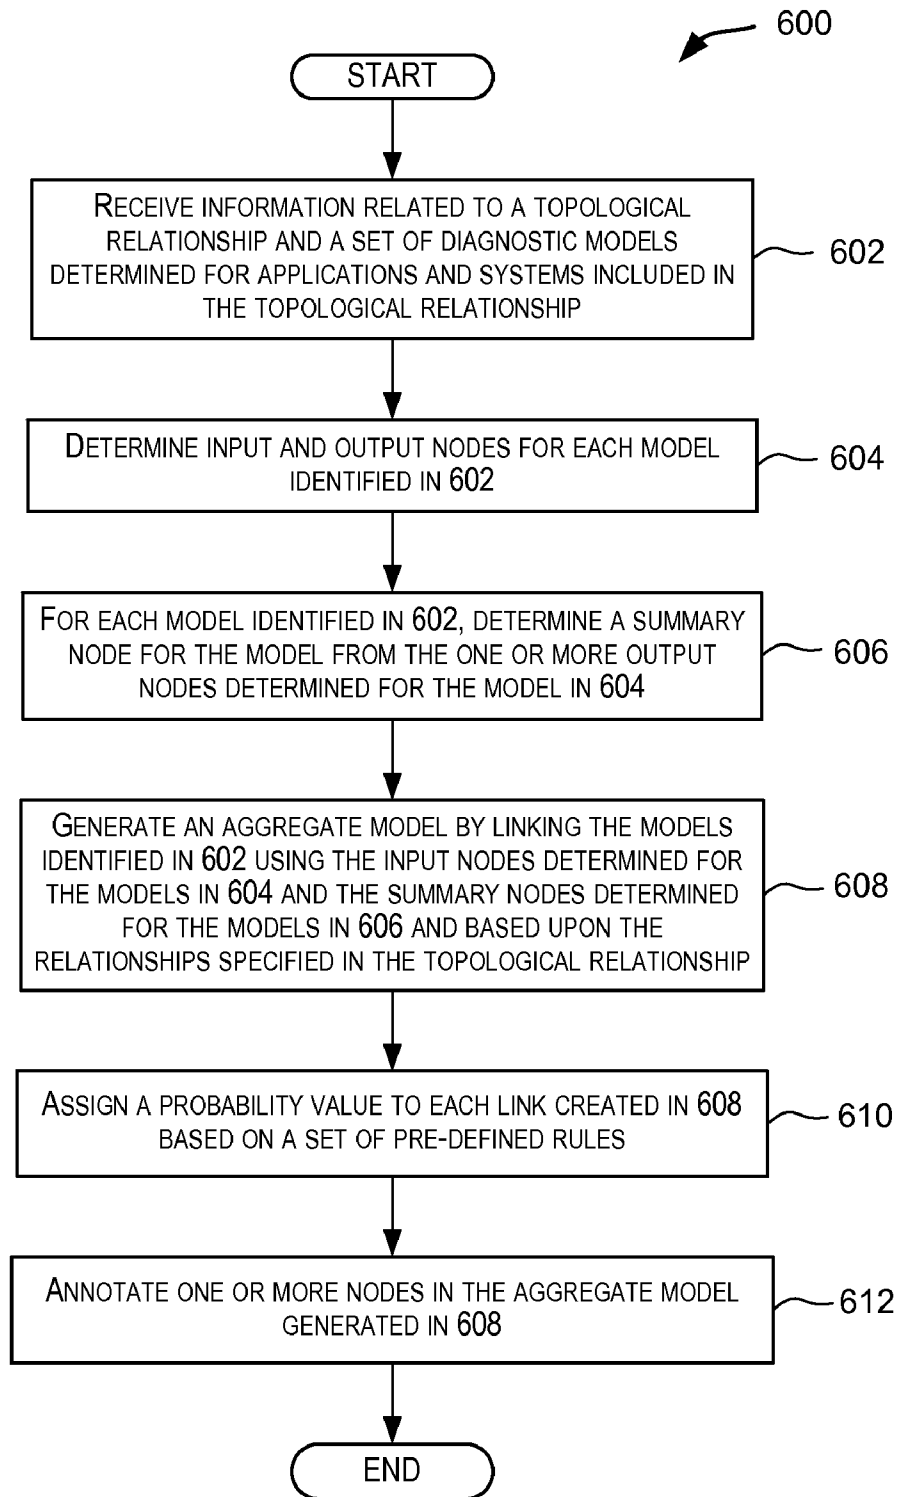 600
START
RECEIVE INFORMATION RELATED TO A TOPOLOGICAL
RELATIONSHIP AND A SET OF DIAGNOSTIC MODELS
DETERMINED FOR APPLICATIONS AND SYSTEMS INCLUDED IN
THE TOPOLOGICAL RELATIONSHIP
602
DETERMINE INPUT AND OUTPUT NODES FOR EACH MODEL
IDENTIFIED IN 602
604
FOR EACH MODEL IDENTIFIED IN 602, DETERMINE A SUMMARY
NODE FOR THE MODEL FROM THE ONE OR MORE OUTPUT
NODES DETERMINED FOR THE MODEL IN 604
606
GENERATE AN AGGREGATE MODEL BY LINKING THE MODELS
IDENTIFIED IN 602 USING THE INPUT NODES DETERMINED FOR
THE MODELS IN 604 AND THE SUMMARY NODES DETERMINED
FOR THE MODELS IN 606 AND BASED UPON THE
RELATIONSHIPS SPECIFIED IN THE TOPOLOGICAL RELATIONSHIP
608
ASSIGN A PROBABILITY VALUE TO EACH LINK CREATED IN 608
BASED ON A SET OF PRE-DEFINED RULES
610
ANNOTATE ONE OR MORE NODES IN THE AGGREGATE MODEL
GENERATED IN 608
612
END